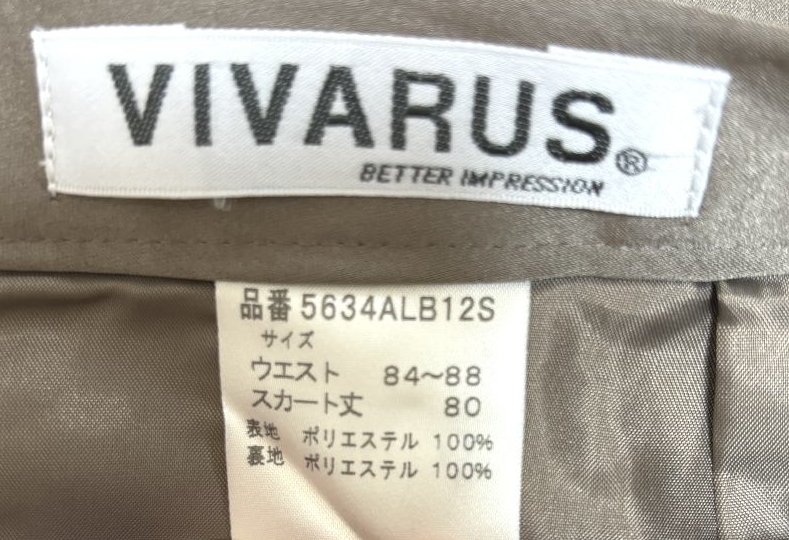 VIVARUS®
BETTER IMPRESSION
品番 5634ALB12S
サイズ
ウエスト 84〜88
スカート丈 80
表地 ポリエステル 100%
裏地 ポリエステル 100%